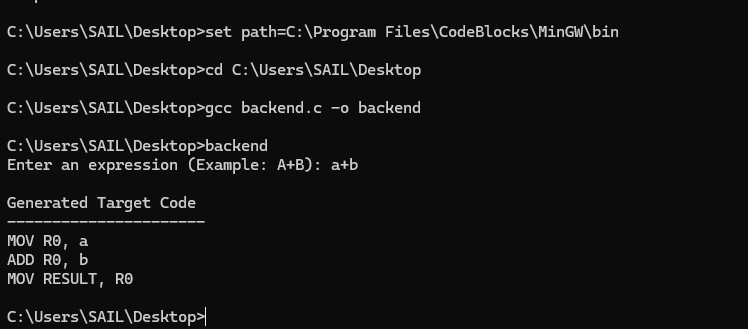 C:\Users\SAIL\Desktop>set path=C:\Program Files\CodeBlocks\MinGW\bin
C:\Users\SAIL\Desktop>cd C:\Users\SAIL\Desktop
C:\Users\SAIL\Desktop>gcc backend.c -o backend
C:\Users\SAIL\Desktop>backend
Enter an expression (Example: A+B): a+b
Generated Target Code
----------------------
MOV R0, a
ADD R0, b
MOV RESULT, R0
C:\Users\SAIL\Desktop>